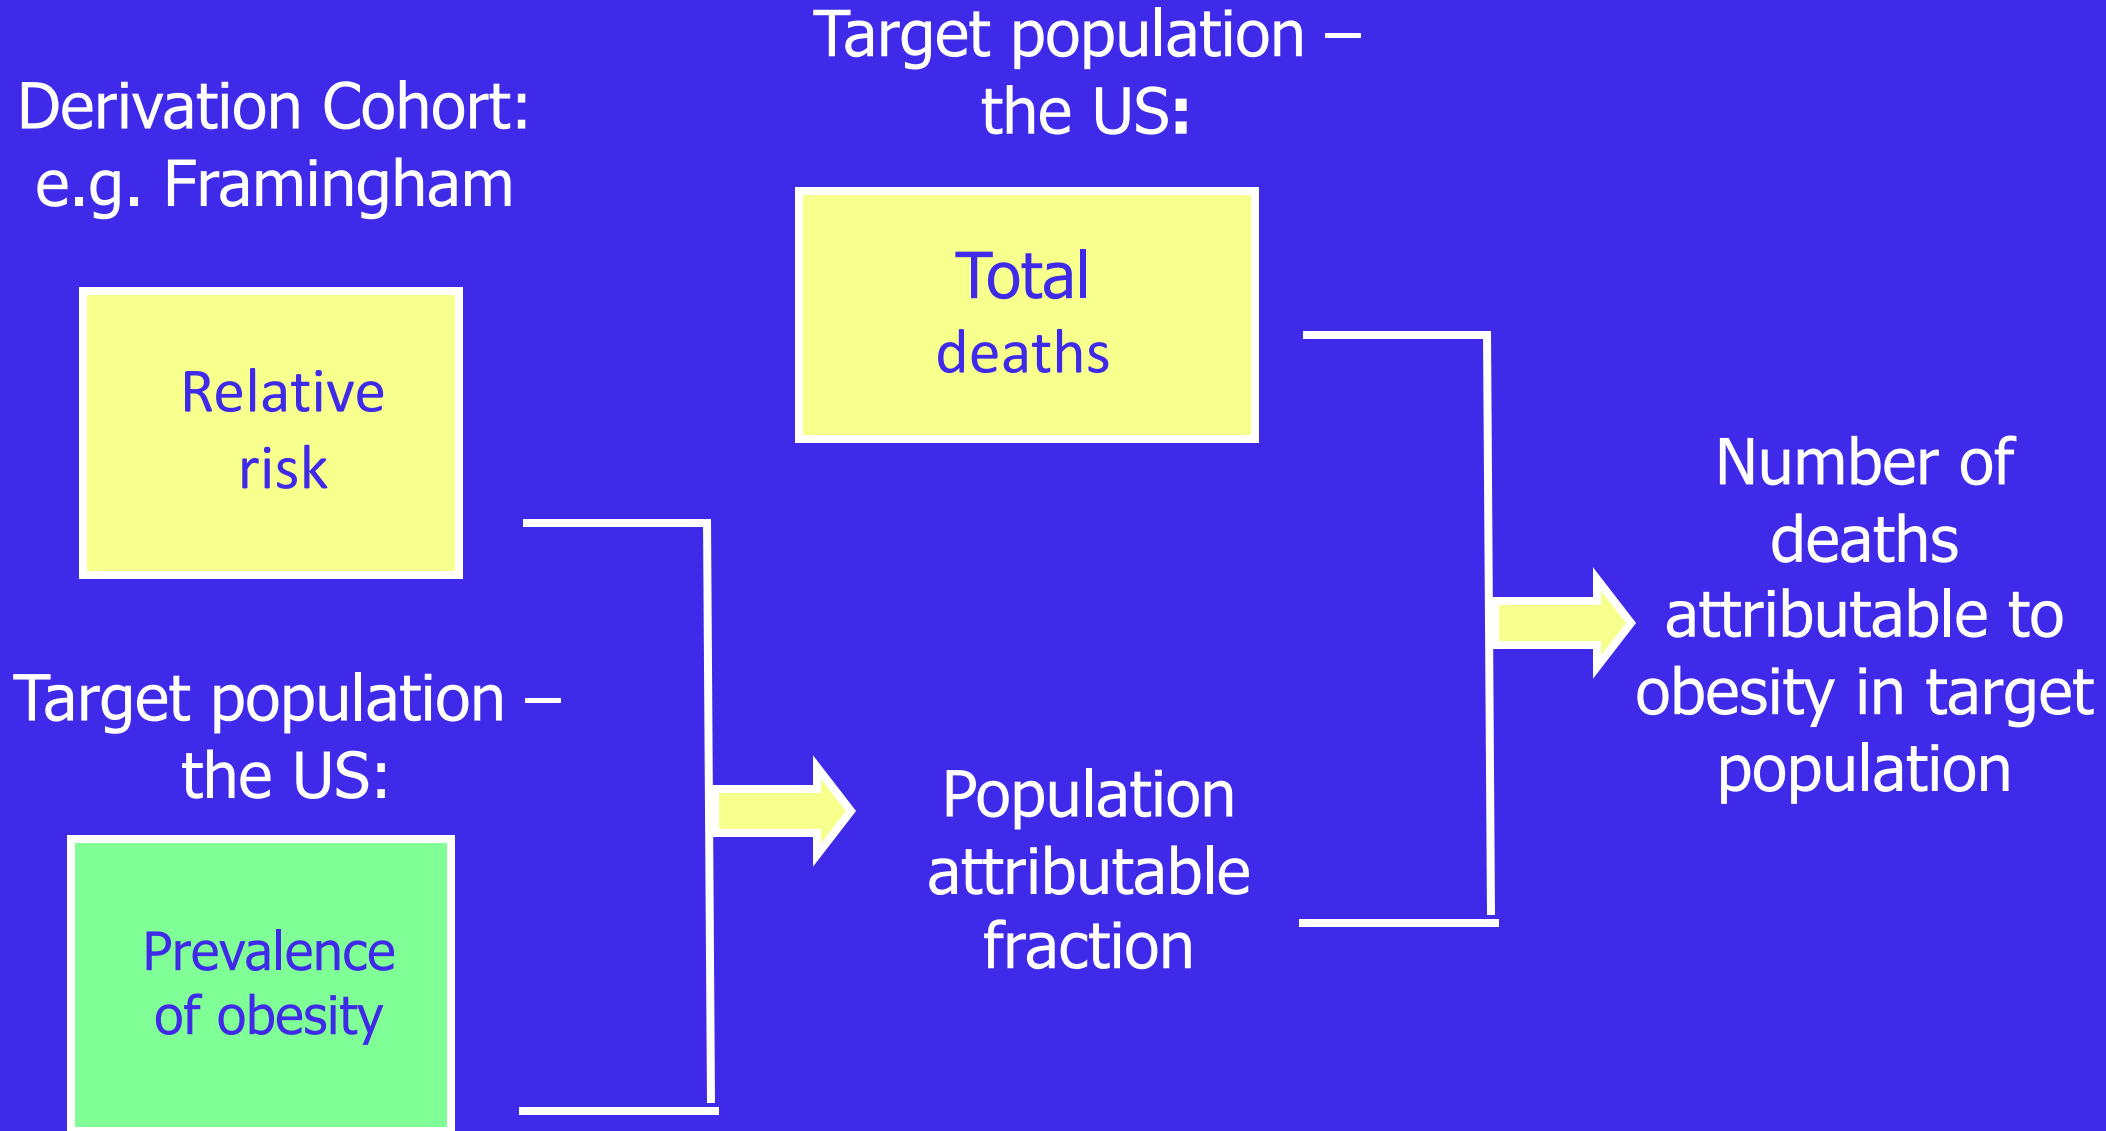 Derivation Cohort:
e.g. Framingham
Relative
risk
Target population –
the US:
Prevalence
of obesity
Target population –
the US:
Total
deaths
Population
attributable
fraction
Number of
deaths
attributable to
obesity in target
population